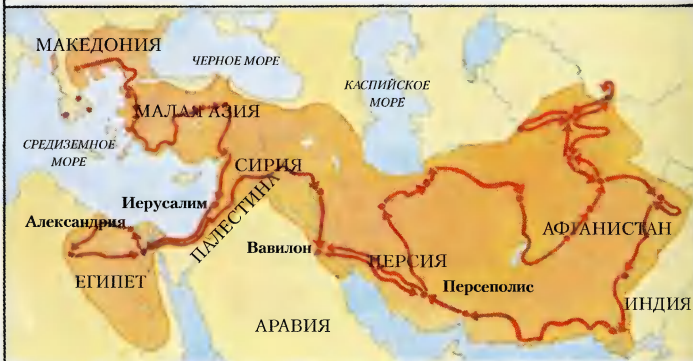 МАКЕДОНИЯ
ЧЕРНОЕ МОРЕ
КАСПИЙСКОЕ
МОРЕ
МАЛАЯ АЗИЯ
СРЕДИЗЕМНОЕ
МОРЕ
СИРИЯ
Иерусалим
ПАЛЕСТИНА
Александрия
Вавилон
ПЕРСИЯ
АФГАНИСТАН
ЕГИПЕТ
Персеполис
ИНДИЯ
АРАВИЯ